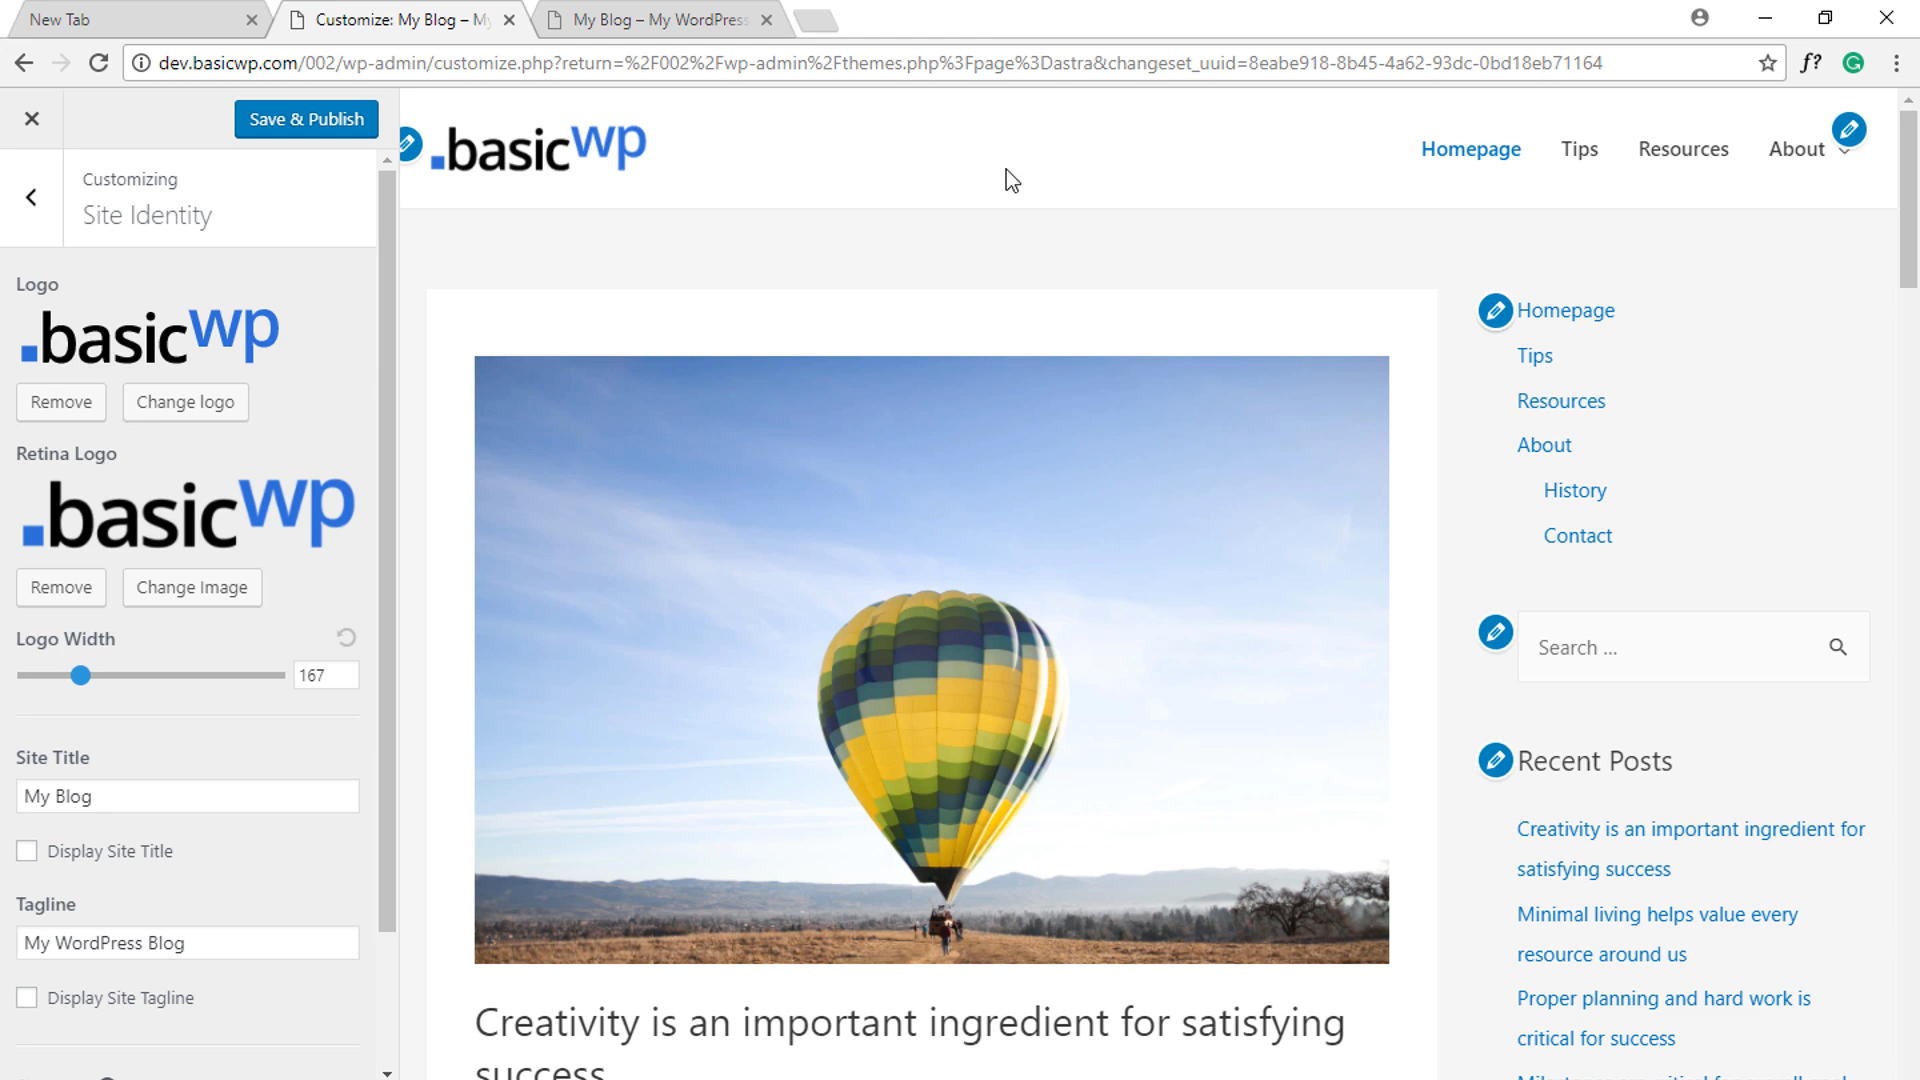 New Tab
Customize: My Blog – My
My Blog – My WordPress
dev.basicwp.com/002/wp-admin/customize.php?return=%2F002%2Fwp-admin%2Fthemes.php%3Fpage%3Dastra&changeset_uuid=8eabe918-8b45-4a62-93dc-0bd18eb71164
f?
Save & Publish
Customizing
Site Identity
Logo
.basicwp
Remove
Change logo
Retina Logo
.basicwp
Remove
Change Image
Logo Width
167
Site Title
My Blog
Display Site Title
Tagline
My WordPress Blog
Display Site Tagline
.basicwp
Homepage
Tips
Resources
About
Creativity is an important ingredient for satisfying
success
Homepage
Tips
Resources
About
History
Contact
Search ...
Recent Posts
Creativity is an important ingredient for
satisfying success
Minimal living helps value every
resource around us
Proper planning and hard work is
critical for success